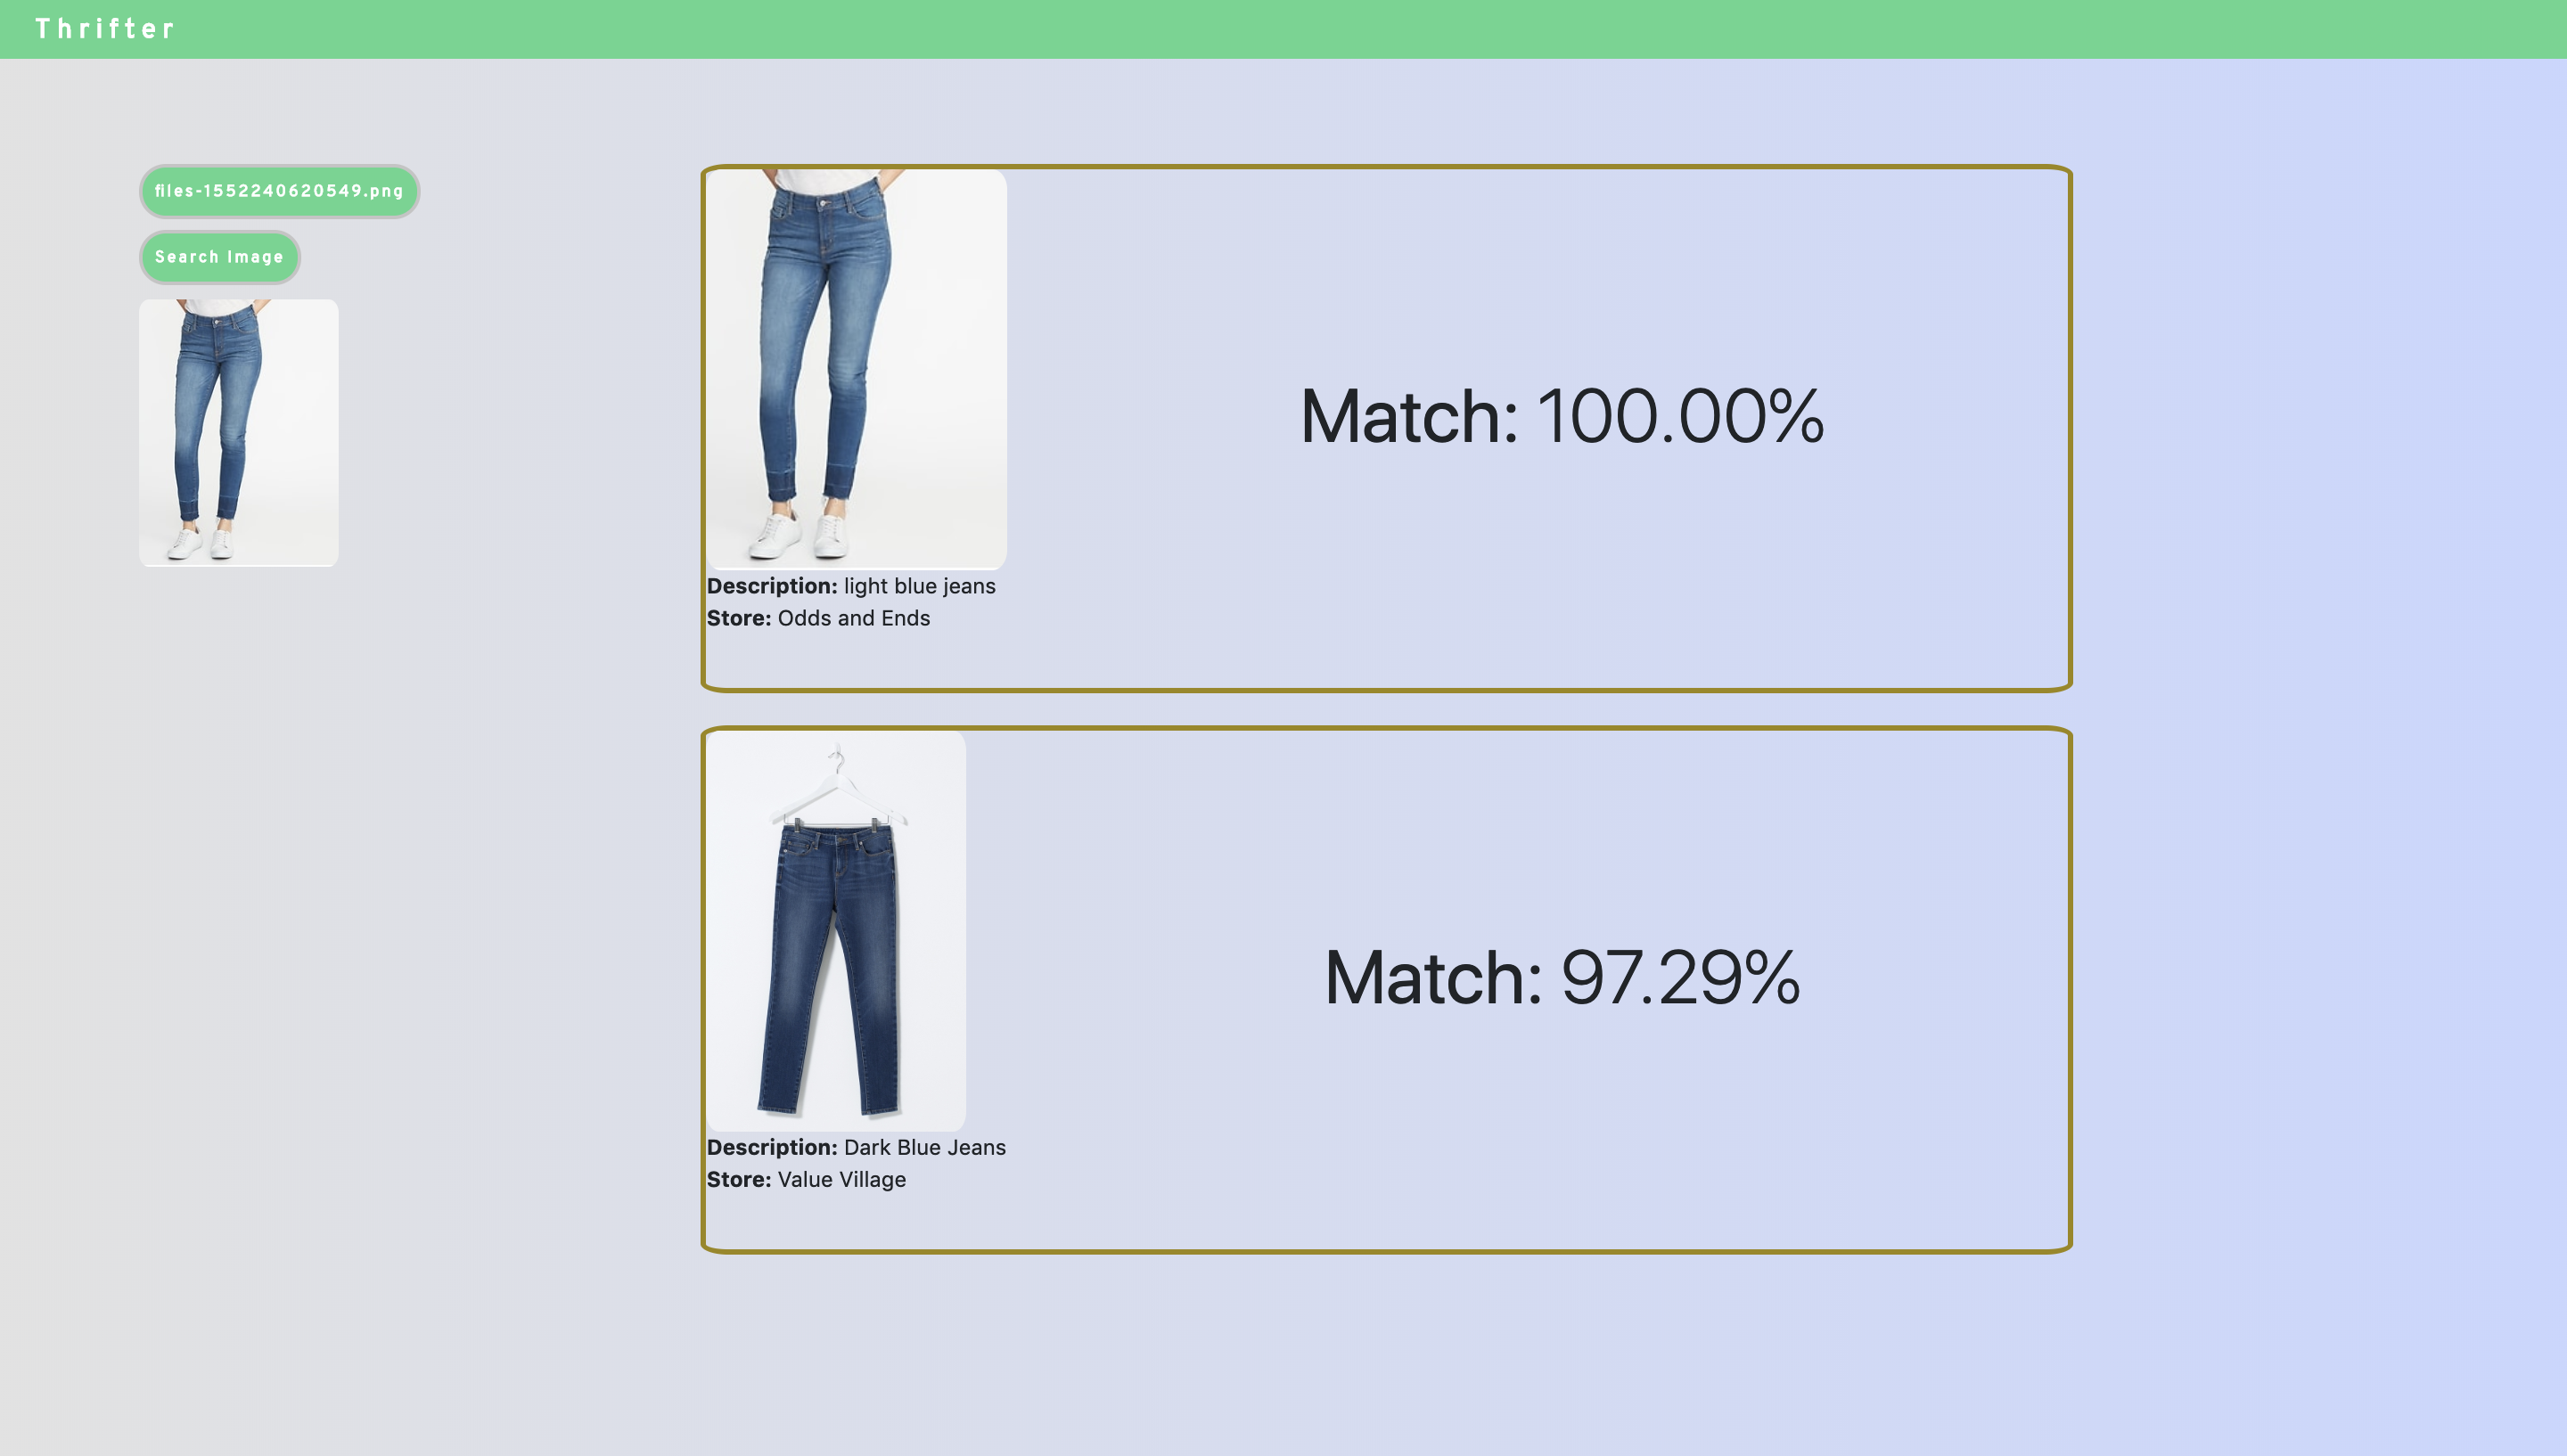 Thrifter
files-1552240620549.png
Search Image
Match: 100.00%
Description: light blue jeans
Store: Odds and Ends
Match: 97.29%
Description: Dark Blue Jeans
Store: Value Village